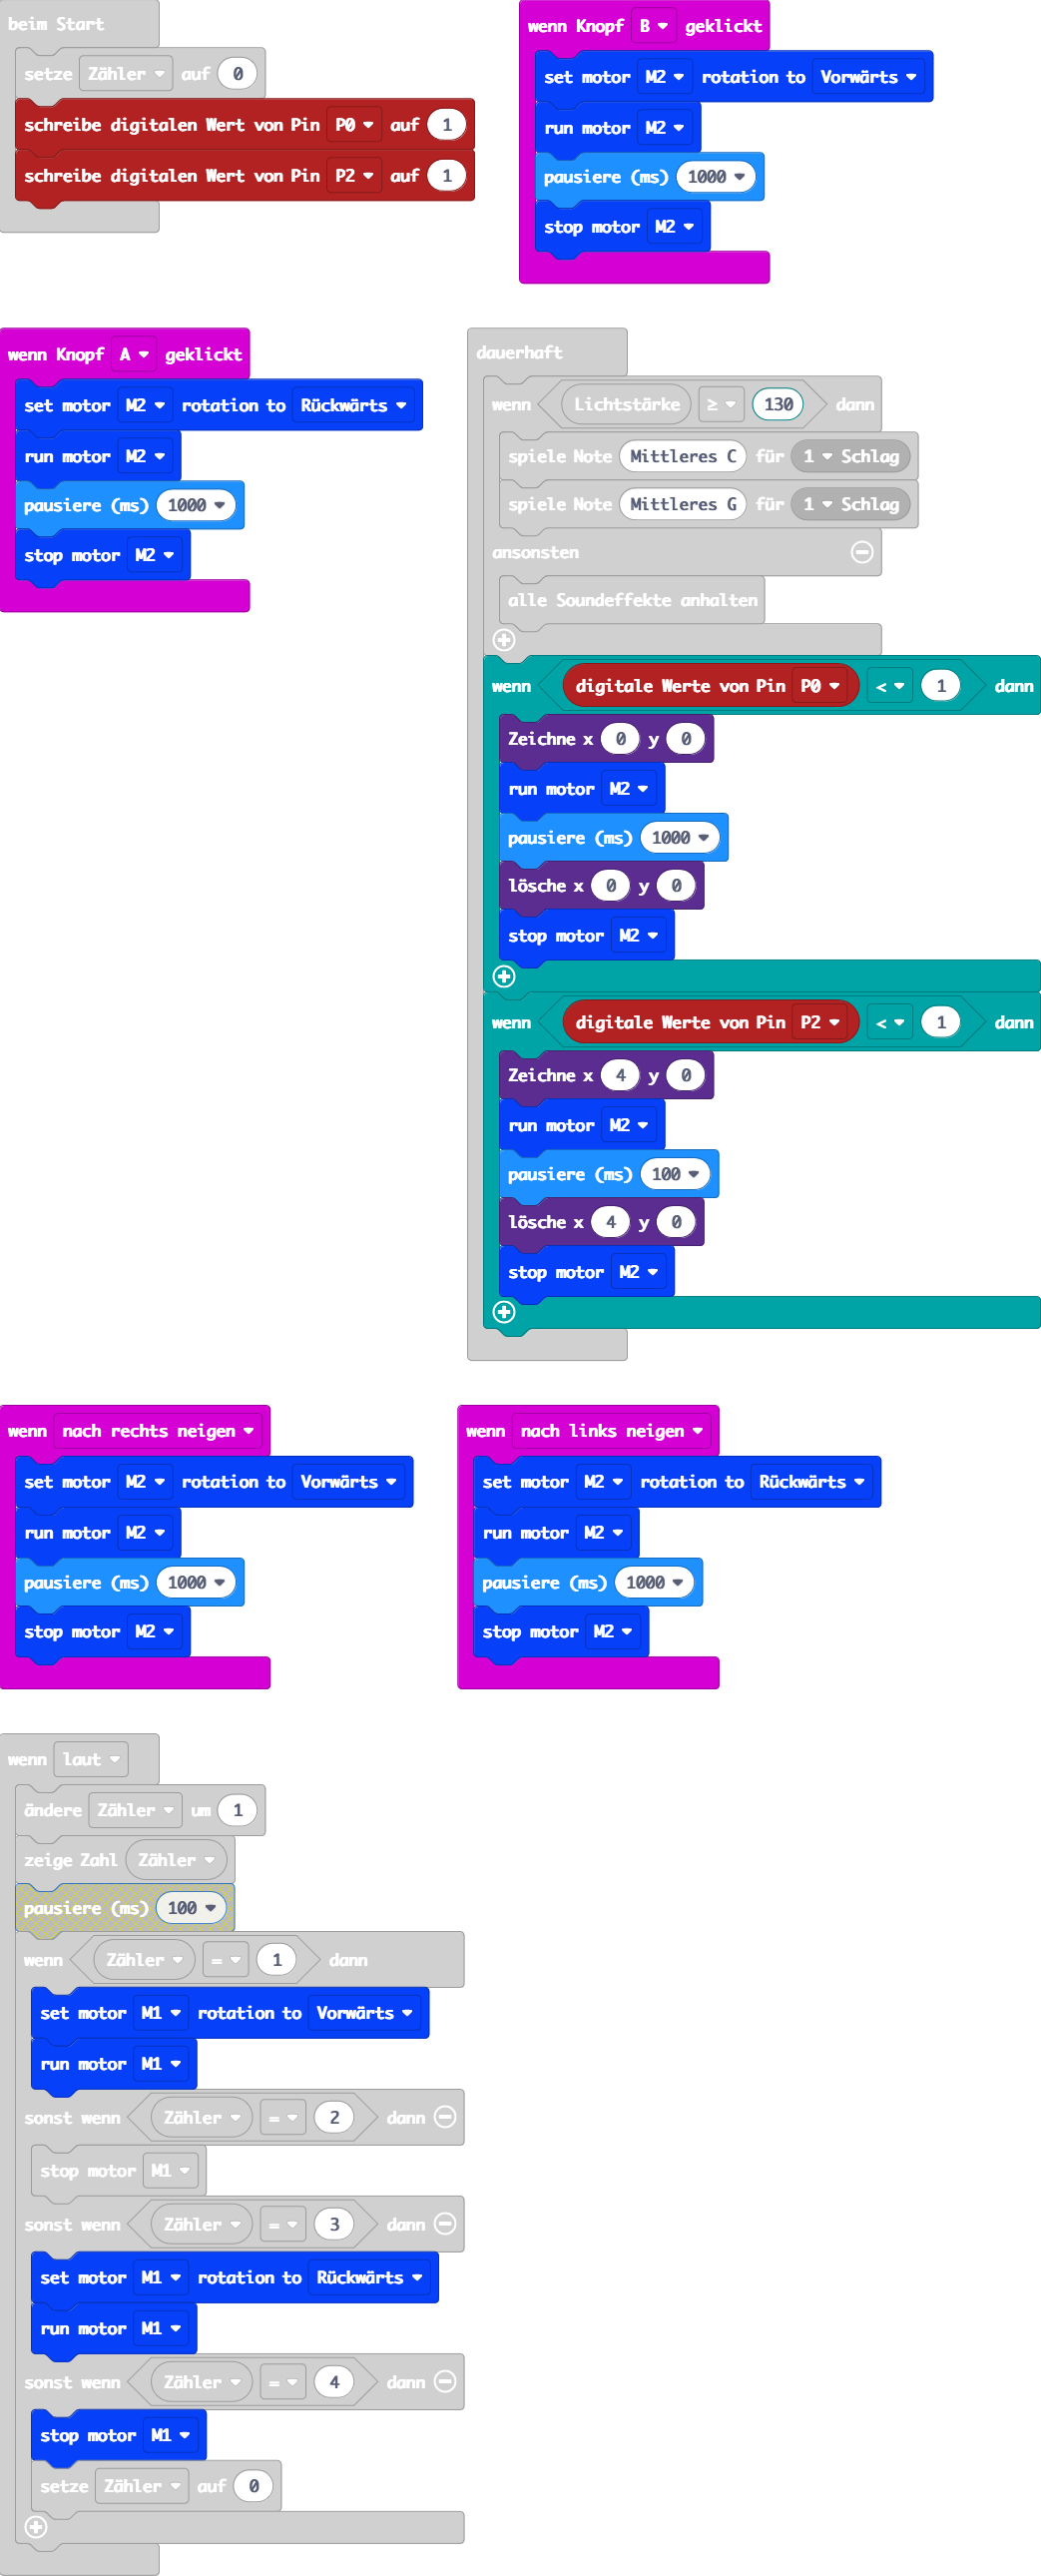 beim Start
setze Zähler auf 0
schreibe digitalen Wert von Pin P0 auf 1
schreibe digitalen Wert von Pin P2 auf 1
wenn Knopf B geklickt
set motor M2 rotation to Vorwärts
run motor M2
pausiere (ms) 1000
stop motor M2
wenn Knopf A geklickt
set motor M2 rotation to Rückwärts
run motor M2
pausiere (ms) 1000
stop motor M2
dauerhaft
wenn Lichtstärke ≥ 130 dann
spiele Note Mittleres C für 1 Schlag
spiele Note Mittleres G für 1 Schlag
ansonsten
alle Soundeffekte anhalten
wenn digitale Werte von Pin P0 < 1 dann
Zeichne x 0 y 0
run motor M2
pausiere (ms) 1000
lösche x 0 y 0
stop motor M2
wenn digitale Werte von Pin P2 < 1 dann
Zeichne x 4 y 0
run motor M2
pausiere (ms) 100
lösche x 4 y 0
stop motor M2
wenn nach rechts neigen
set motor M2 rotation to Vorwärts
run motor M2
pausiere (ms) 1000
stop motor M2
wenn nach links neigen
set motor M2 rotation to Rückwärts
run motor M2
pausiere (ms) 1000
stop motor M2
wenn laut
ändere Zähler um 1
zeige Zahl Zähler
pausiere (ms) 100
wenn Zähler = 1 dann
set motor M1 rotation to Vorwärts
run motor M1
sonst wenn Zähler = 2 dann
stop motor M1
sonst wenn Zähler = 3 dann
set motor M1 rotation to Rückwärts
run motor M1
sonst wenn Zähler = 4 dann
stop motor M1
setze Zähler auf 0